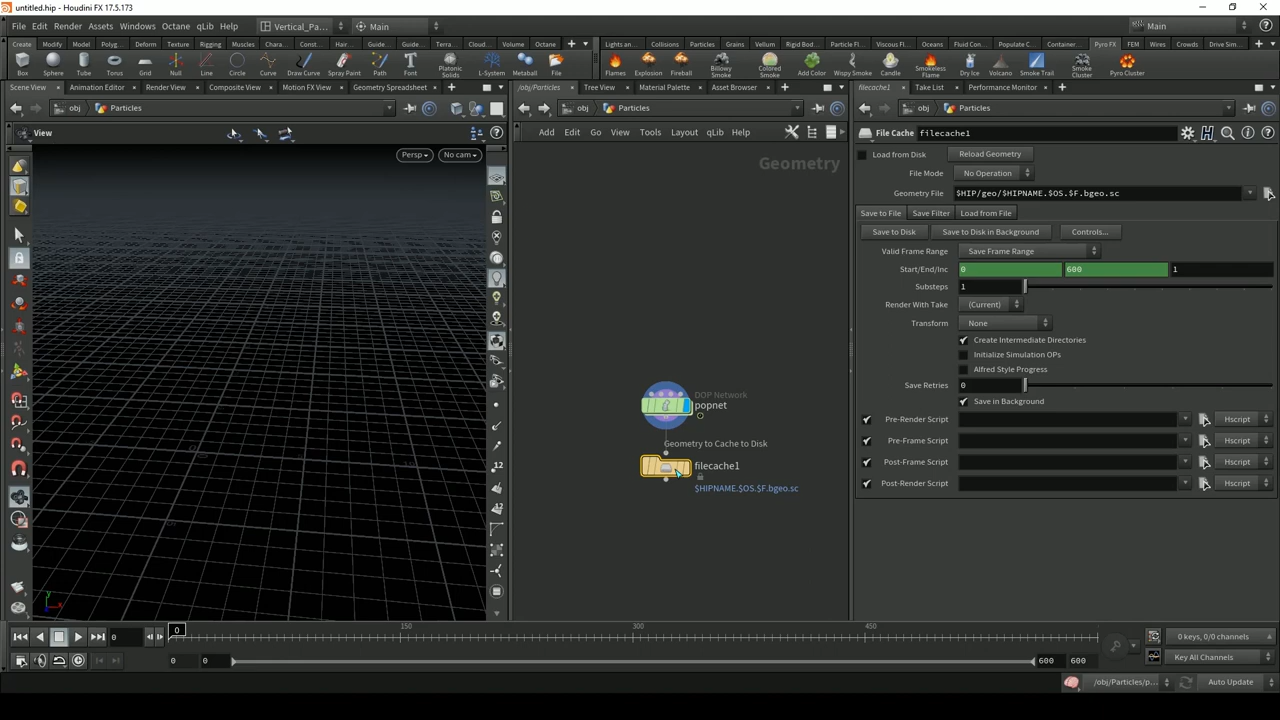 untitled.hip - Houdini FX 17.5.173
File Edit Render Assets Windows Octane qLib Help Vertical_Pa... Main Main
Create Modify Model Polyg... Deform Texture Rigging Muscles Chara... Const... Hair... Guide... Guide... Terra... Cloud... Volume Octane
Lights an... Collisions Particles Grains Vellum Rigid Bod... Particle Fl... Viscous Fl... Oceans Fluid Con... Populate C... Container... Pyro FX FEM Wires Crowds Drive Sim...
Box Sphere Tube Torus Grid Null Line Circle Curve Draw Curve Spray Paint Path Font Platonic Solids L-System Metaball File
Flames Explosion Fireball Billowy Smoke Colored Smoke Add Color Wispy Smoke Candle Smokeless Flame Dry Ice Volcano Smoke Trail Smoke Cluster Pyro Cluster
Scene View Animation Editor Render View Composite View Motion FX View Geometry Spreadsheet
/obj/Particles Tree View Material Palette Asset Browser
filecache1 Take List Performance Monitor
obj Particles
obj Particles
obj Particles
View
Persp No cam
Add Edit Go View Tools Layout qLib Help
Geometry
DOP Network
popnet
Geometry to Cache to Disk
filecache1
$HIPNAME.$OS.$F.bgeo.sc
File Cache filecache1
Load from Disk Reload Geometry
File Mode No Operation
Geometry File $HIP/geo/$HIPNAME.$OS.$F.bgeo.sc
Save to File Save Filter Load from File
Save to Disk Save to Disk in Background Controls...
Valid Frame Range Save Frame Range
Start/End/Inc 0 600 1
Substeps 1
Render With Take (Current)
Transform None
Create Intermediate Directories
Initialize Simulation OPs
Alfred Style Progress
Save Retries 0
Save in Background
Pre-Render Script Hscript
Pre-Frame Script Hscript
Post-Frame Script Hscript
Post-Render Script Hscript
0 0 150 300 450
0 keys, 0/0 channels
0 0 600 600 Key All Channels
/obj/Particles/p... Auto Update